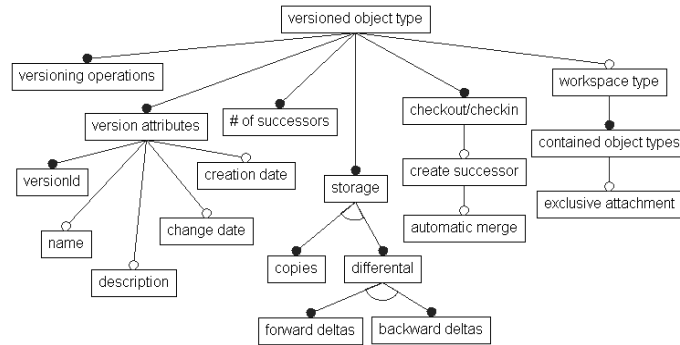 versioned object type
versioning operations
workspace type
# of successors
checkout/checkin
version attributes
contained object types
creation date
create successor
versionId
storage
exclusive attachment
name
change date
automatic merge
description
copies
differental
forward deltas
backward deltas